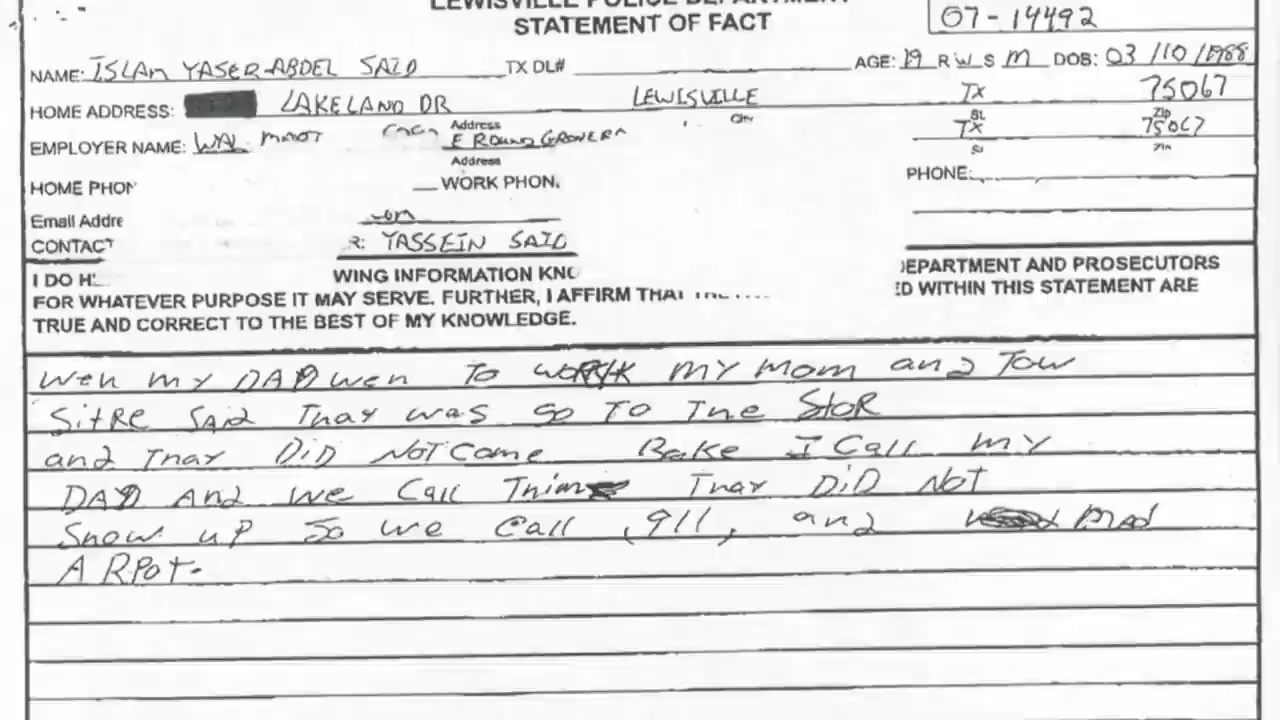 LEWISVILLE POLICE DEPARTMENT
STATEMENT OF FACT
07-14492
NAME: ISLAM YASER-ABDEL SAID TX DL# AGE: 19 R W S M DOB: 03/10/1988
HOME ADDRESS: LAKELAND DR LEWISVILLE TX 75067
Address City St. Zip
EMPLOYER NAME: WAL MART E ROUND GROVE TX 75067
Address St Zip
HOME PHON WORK PHON. PHONE:
Email Addre
CONTACT R: YASSEIN SAID
I DO H WING INFORMATION KNO DEPARTMENT AND PROSECUTORS
FOR WHATEVER PURPOSE IT MAY SERVE. FURTHER, I AFFIRM THAT THE ED WITHIN THIS STATEMENT ARE
TRUE AND CORRECT TO THE BEST OF MY KNOWLEDGE.
Wen my DAD wen To WORK MY Mom and Tow
SitRe SAid Thay was go To The StoR
and Thay DiD NOT Come Bake I Call my
DAD And We Call Thim Thay DiD NOT
Show uP So we Call ,911, and Mad
A RPot.